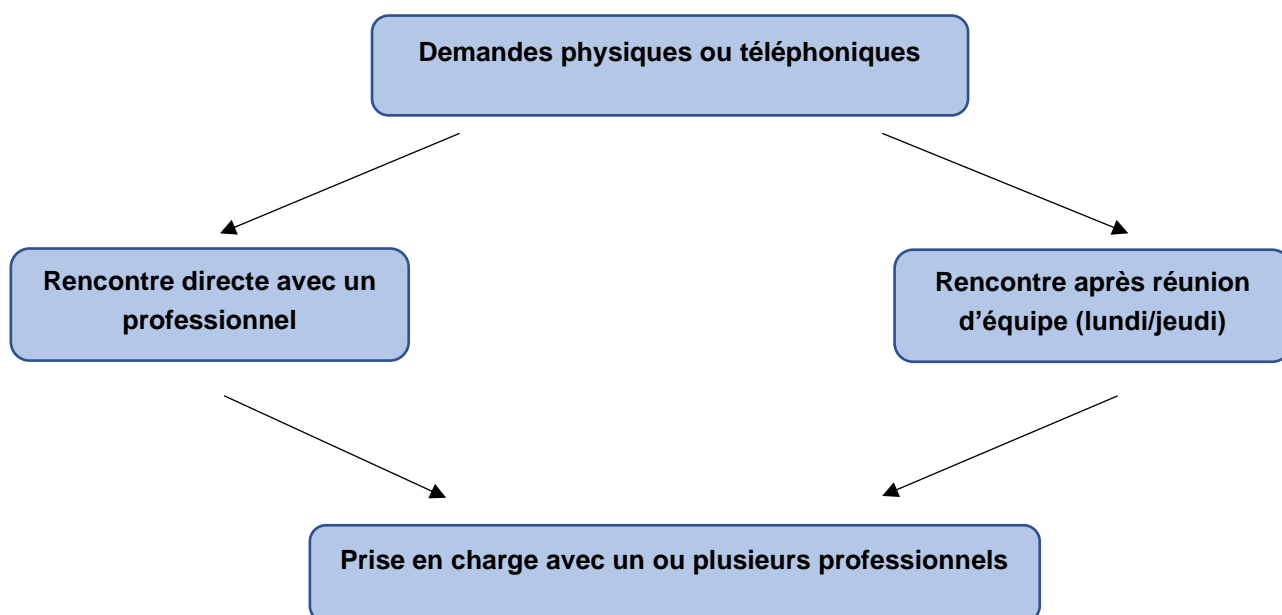 Demandes physiques ou téléphoniques
Rencontre directe avec un
professionnel
Rencontre après réunion
d’équipe (lundi/jeudi)
Prise en charge avec un ou plusieurs professionnels